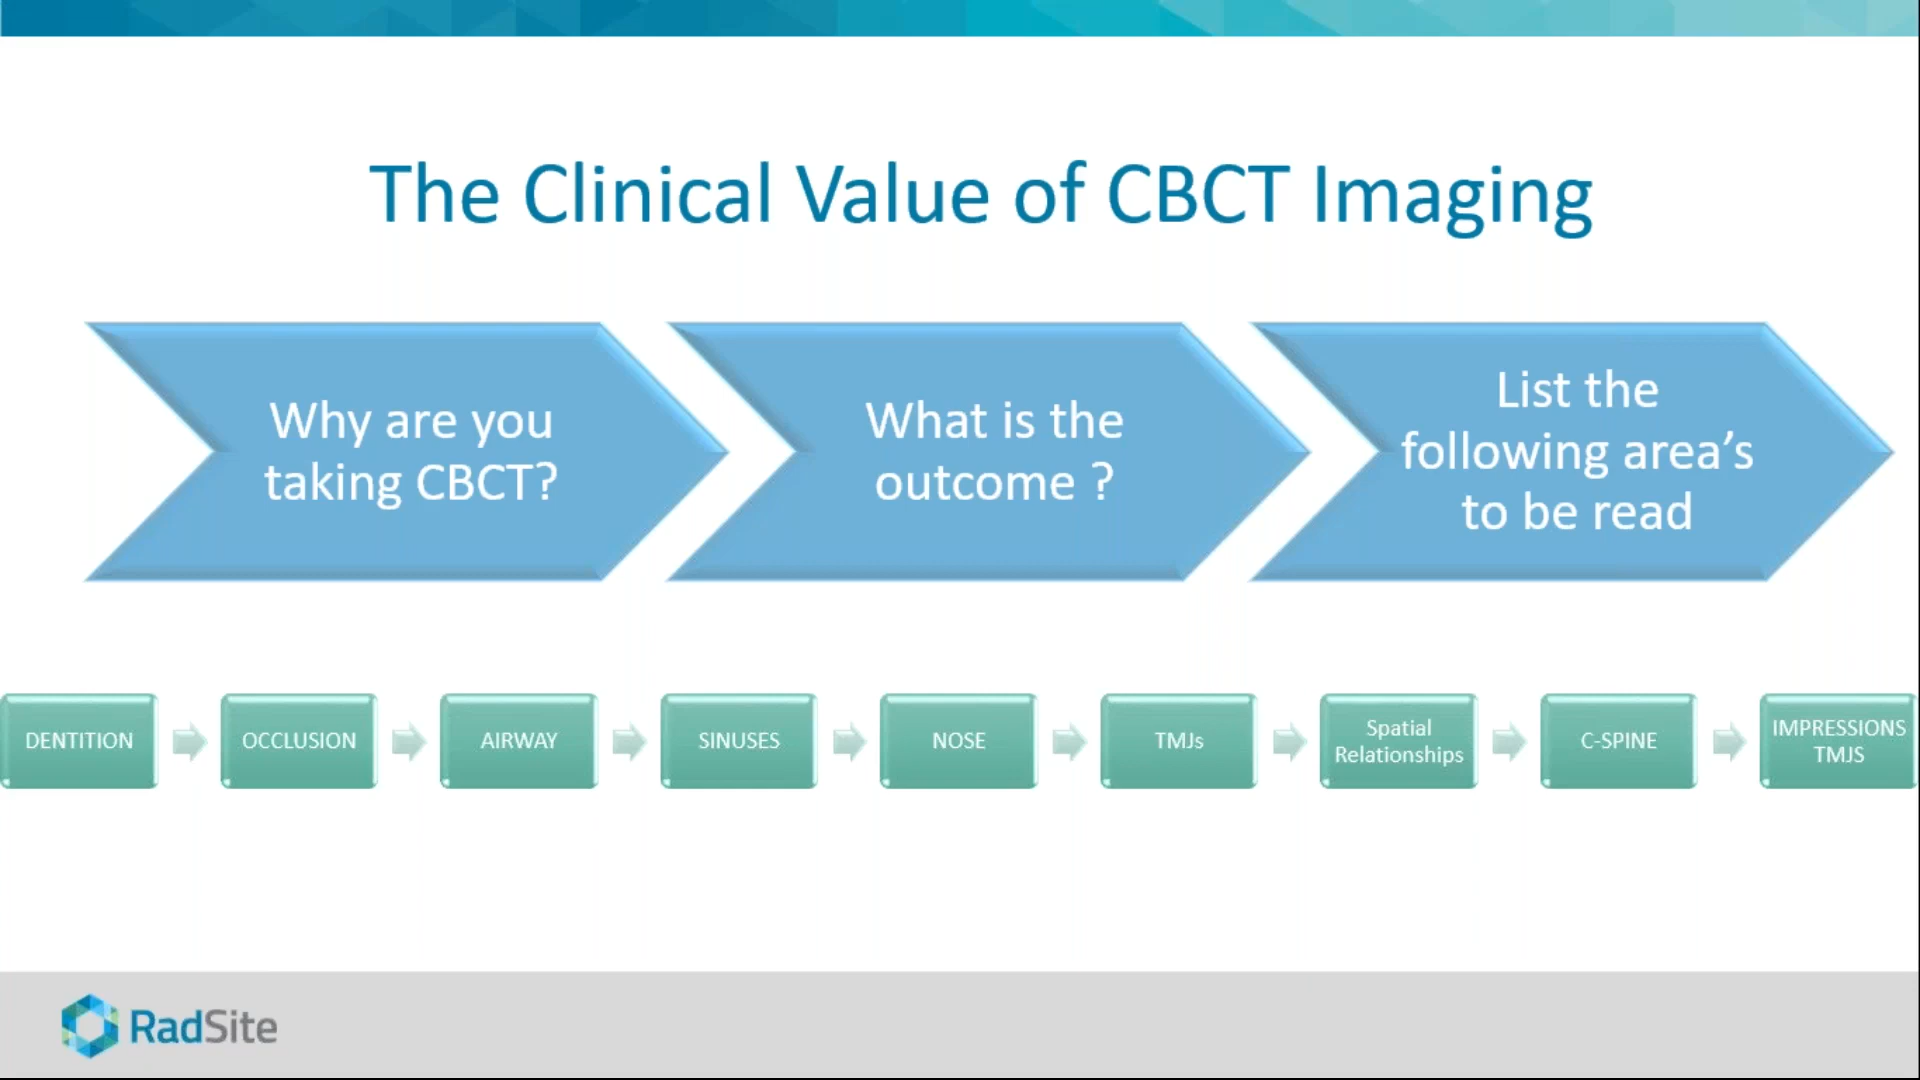 The Clinical Value of CBCT Imaging
Why are you
taking CBCT?
What is the
outcome ?
List the
following area’s
to be read
DENTITION
OCCLUSION
AIRWAY
SINUSES
NOSE
TMJs
Spatial
Relationships
C-SPINE
IMPRESSIONS
TMJS
RadSite